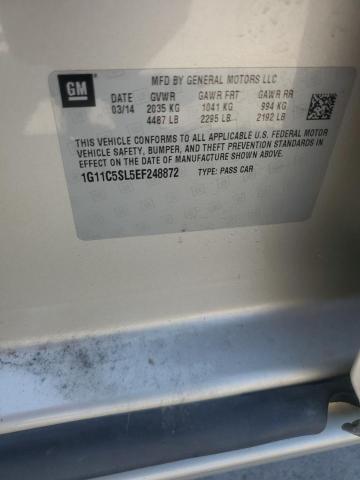 GM
MFD BY GENERAL MOTORS LLC
DATE GVWR GAWR FRT GAWR RR
03/14 2035 KG 1041 KG 994 KG
4487 LB 2295 LB 2192 LB
THIS VEHICLE CONFORMS TO ALL APPLICABLE U.S. FEDERAL MOTOR
VEHICLE SAFETY, BUMPER, AND THEFT PREVENTION STANDARDS
IN EFFECT ON THE DATE OF MANUFACTURE SHOWN ABOVE.
1G11C5SL5EF248872 TYPE: PASS CAR